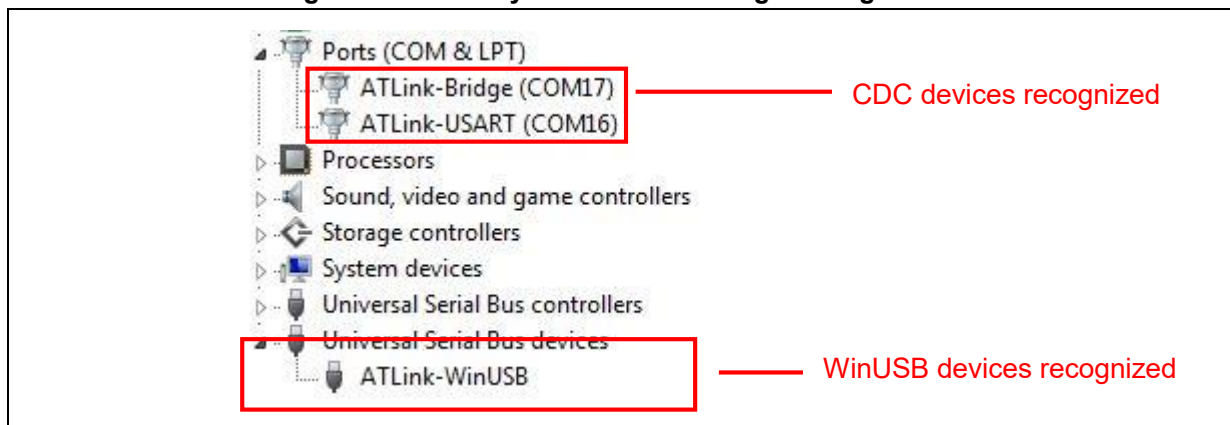 Ports (COM & LPT)
ATLink-Bridge (COM17)
CDC devices recognized
ATLink-USART (COM16)
Processors
Sound, video and game controllers
Storage controllers
System devices
Universal Serial Bus controllers
Universal Serial Bus devices
ATLink-WinUSB
WinUSB devices recognized